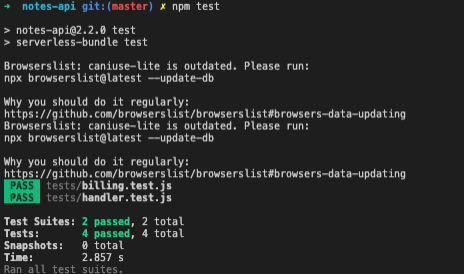 ➜ notes-api git:(master) ✗ npm test
> notes-api@2.2.0 test
> serverless-bundle test
Browserslist: caniuse-lite is outdated. Please run:
npx browserslist@latest --update-db
Why you should do it regularly:
https://github.com/browserslist/browserslist#browsers-data-updating
Browserslist: caniuse-lite is outdated. Please run:
npx browserslist@latest --update-db
Why you should do it regularly:
https://github.com/browserslist/browserslist#browsers-data-updating
PASS tests/billing.test.js
PASS tests/handler.test.js
Test Suites: 2 passed, 2 total
Tests: 4 passed, 4 total
Snapshots: 0 total
Time: 2.857 s
Ran all test suites.